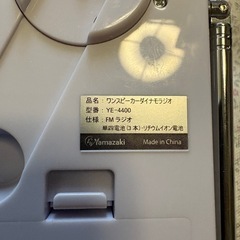 品名：ワンスピーカーダイナモラジオ
型番：YE-4400
仕様：FMラジオ
単四電池(3本)・リチウムイオン電池
Yamazaki Made in China